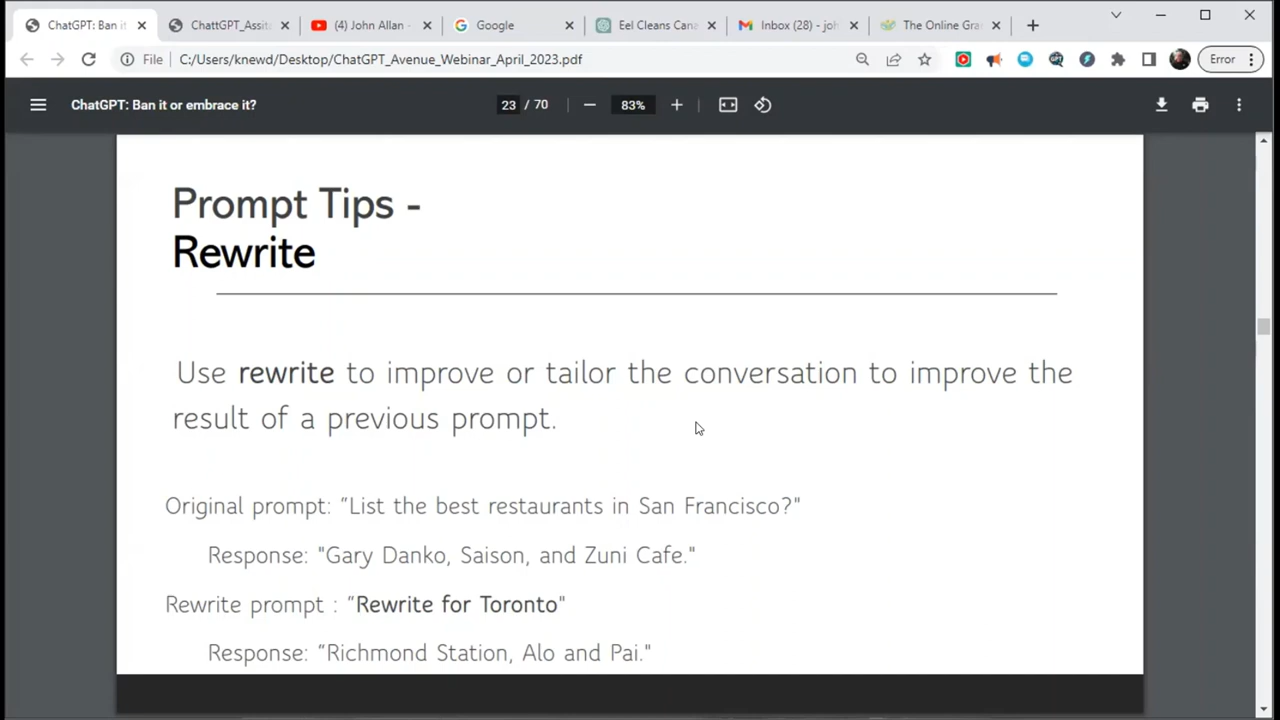 ChatGPT: Ban it
ChattGPT_Assit
(4) John Allan -
Google
Eel Cleans Cana
Inbox (28) - joh
The Online Gra
File
C:/Users/knewd/Desktop/ChatGPT_Avenue_Webinar_April_2023.pdf
Error
ChatGPT: Ban it or embrace it?
23 / 70
83%
Prompt Tips -
Rewrite
Use rewrite to improve or tailor the conversation to improve the
result of a previous prompt.
Original prompt: “List the best restaurants in San Francisco?"
Response: "Gary Danko, Saison, and Zuni Cafe."
Rewrite prompt : “Rewrite for Toronto"
Response: “Richmond Station, Alo and Pai."